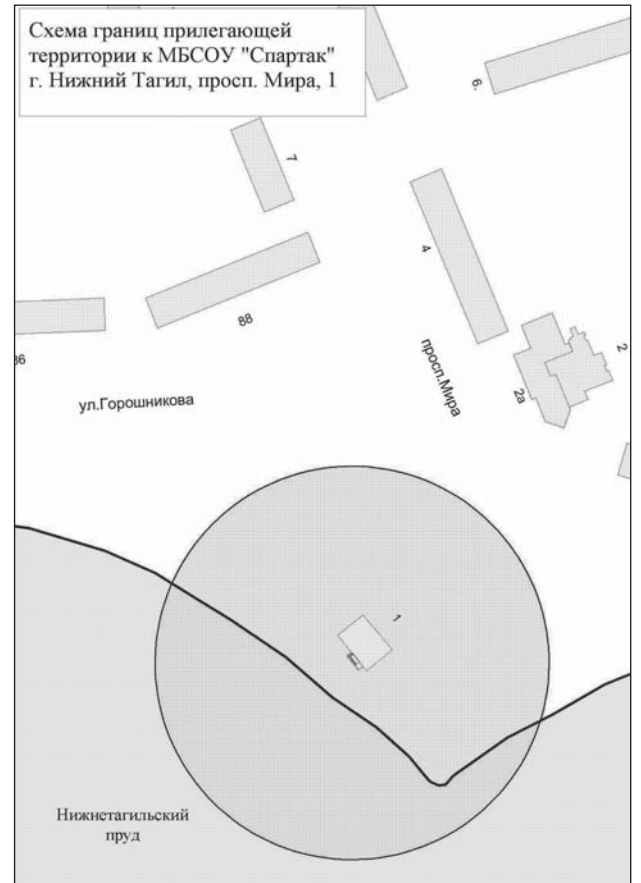 Схема границ прилегающей
территории к МБСОУ "Спартак"
г. Нижний Тагил, просп. Мира, 1
6.
7
4
88
36
2
2а
просп.Мира
ул.Горошникова
1
Нижнетагильский
пруд